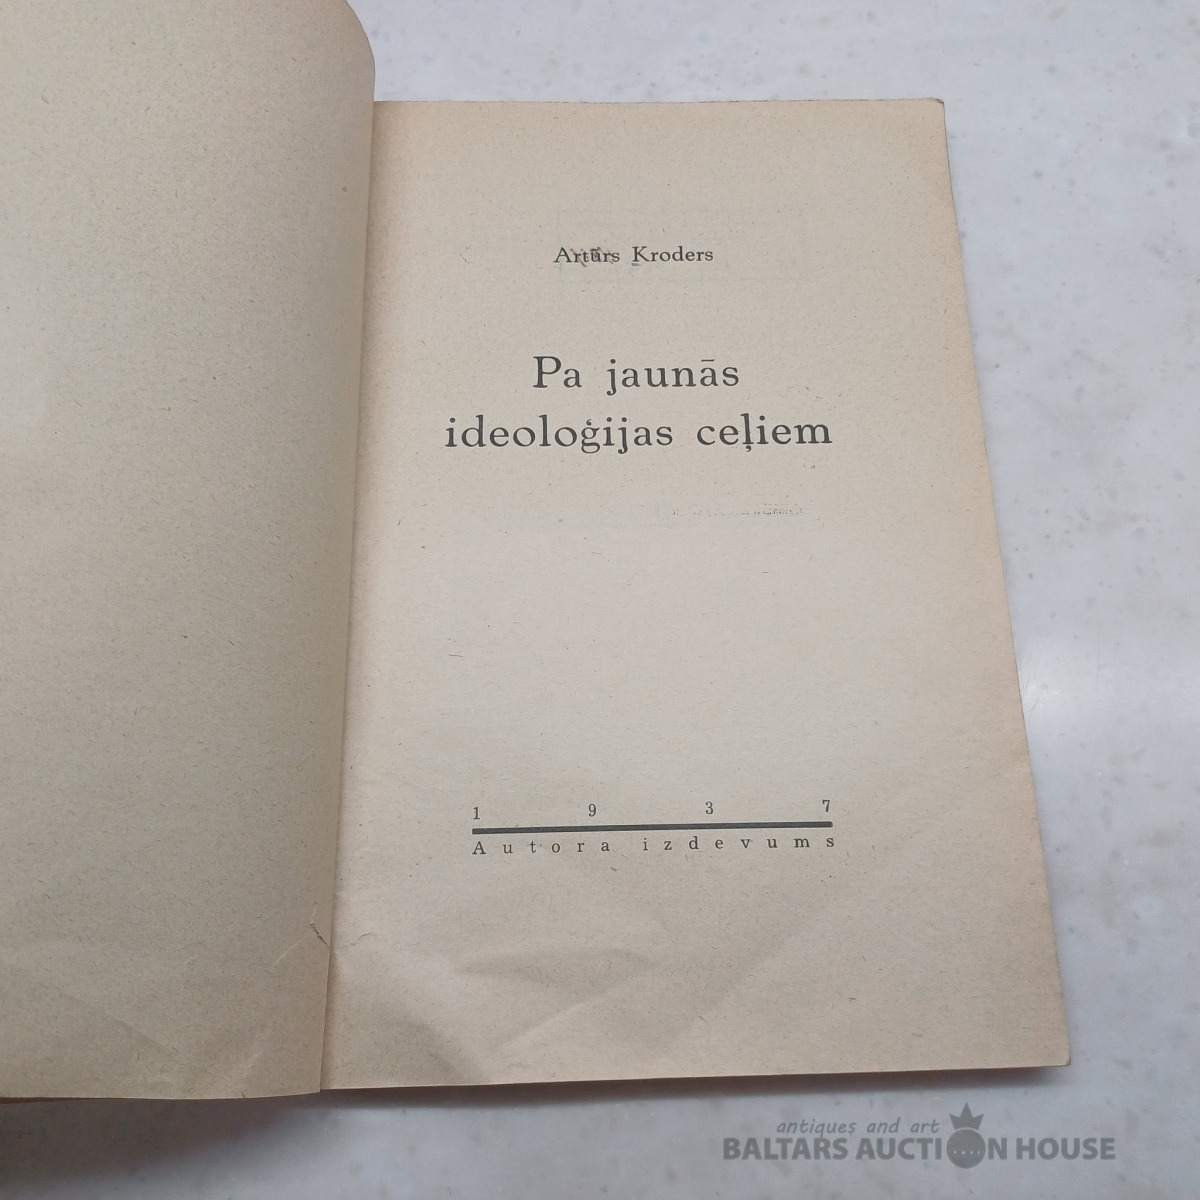 Artūrs Kroders
Pa jaunās
ideoloģijas ceļiem
1 9 3 7
Autora izdevums
antiques and art
BALTARS AUCTION HOUSE